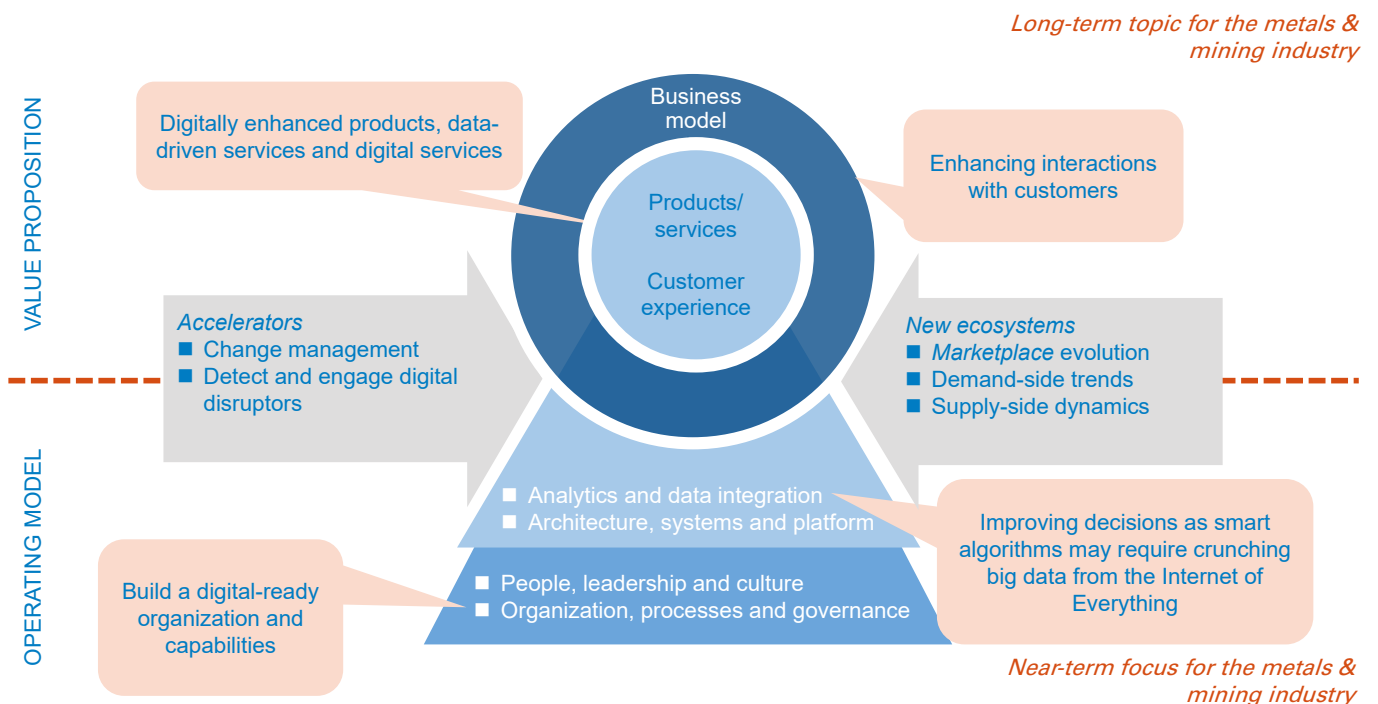 Long-term topic for the metals &
mining industry
VALUE PROPOSITION
Digitally enhanced products, data-
driven services and digital services
Business
model
Enhancing interactions
with customers
Products/
services
Customer
experience
Accelerators
■ Change management
■ Detect and engage digital
disruptors
New ecosystems
■ Marketplace evolution
■ Demand-side trends
■ Supply-side dynamics
OPERATING MODEL
■ Analytics and data integration
■ Architecture, systems and platform
Improving decisions as smart
algorithms may require crunching
big data from the Internet of
Everything
■ People, leadership and culture
■ Organization, processes and governance
Build a digital-ready
organization and
capabilities
Near-term focus for the metals &
mining industry